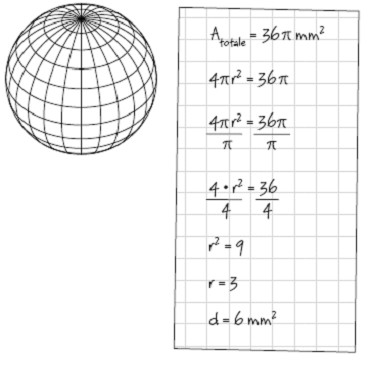 A_totale = 36π mm²
4πr² = 36π
4πr²/π = 36π/π
4 • r²/4 = 36/4
r² = 9
r = 3
d = 6 mm²